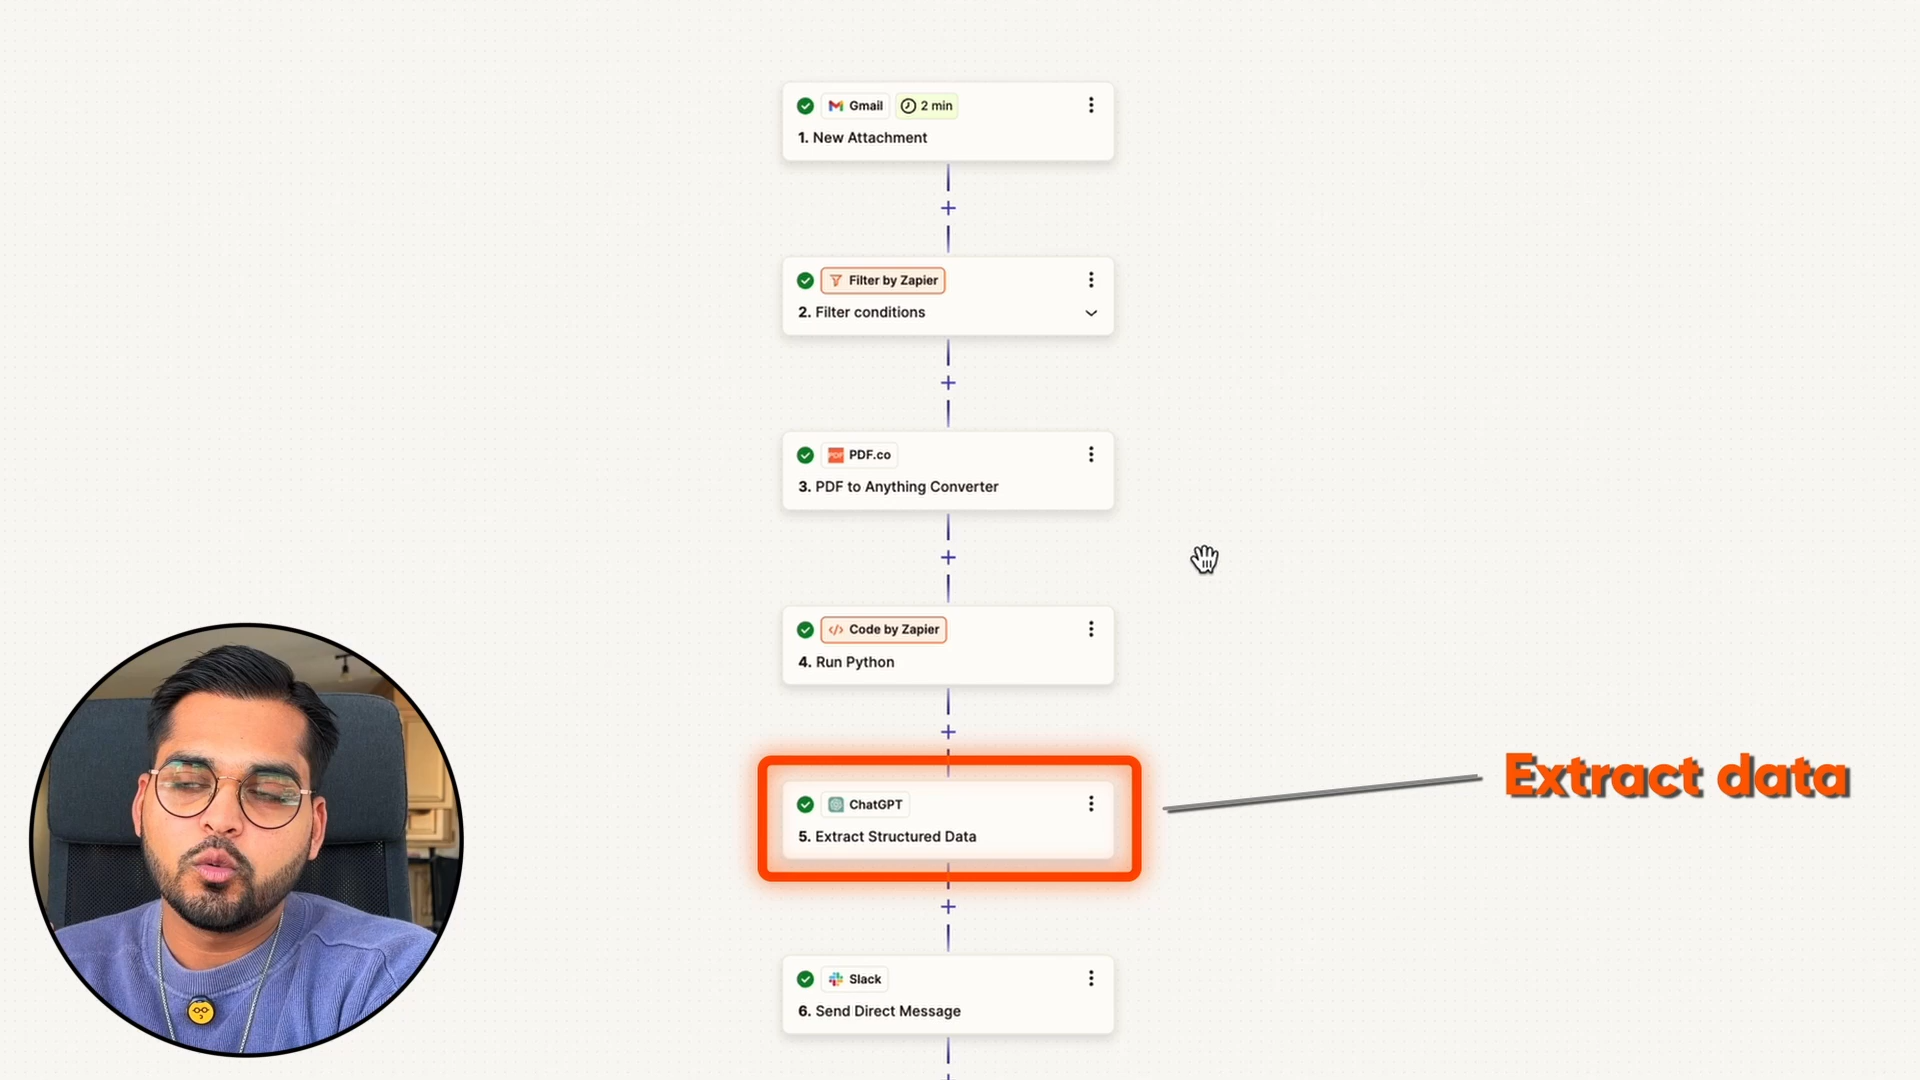 Gmail 2 min
1. New Attachment
Filter by Zapier
2. Filter conditions
PDF PDF.co
3. PDF to Anything Converter
Code by Zapier
4. Run Python
Extract data
ChatGPT
5. Extract Structured Data
Slack
6. Send Direct Message